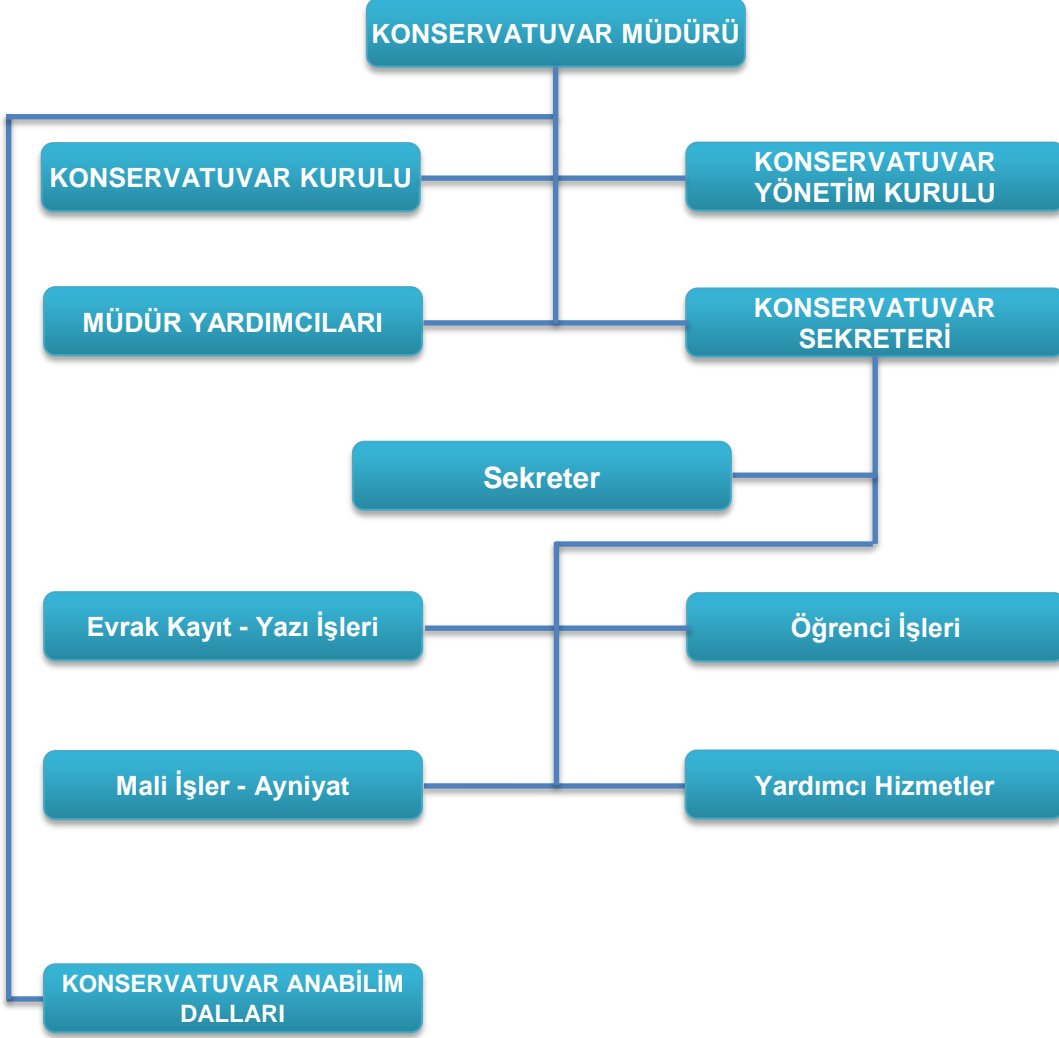 KONSERVATUVAR MÜDÜRÜ
KONSERVATUVAR KURULU
KONSERVATUVAR
YÖNETİM KURULU
MÜDÜR YARDIMCILARI
KONSERVATUVAR
SEKRETERİ
Sekreter
Evrak Kayıt - Yazı İşleri
Öğrenci İşleri
Mali İşler - Ayniyat
Yardımcı Hizmetler
KONSERVATUVAR ANABİLİM
DALLARI